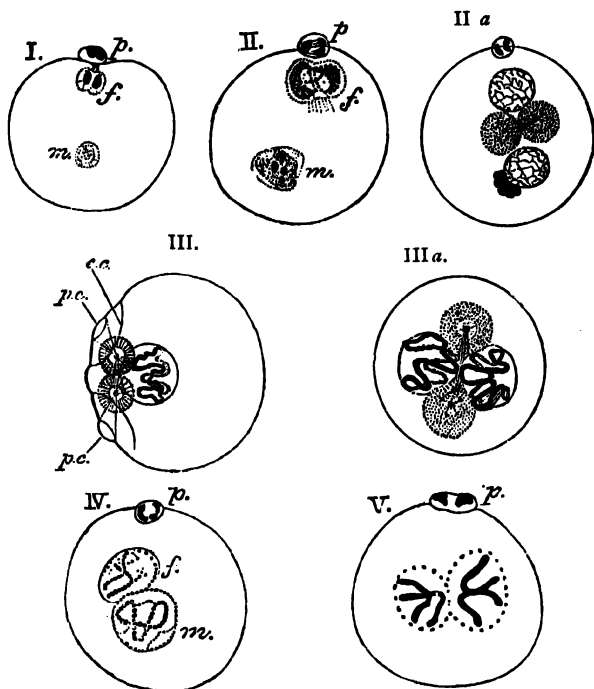 I.
p.
f.
m.
II.
p
f.
m.
II a
III.
c.c.
p.c.
p.c.
III a.
IV.
p.
f.
m.
V.
p.